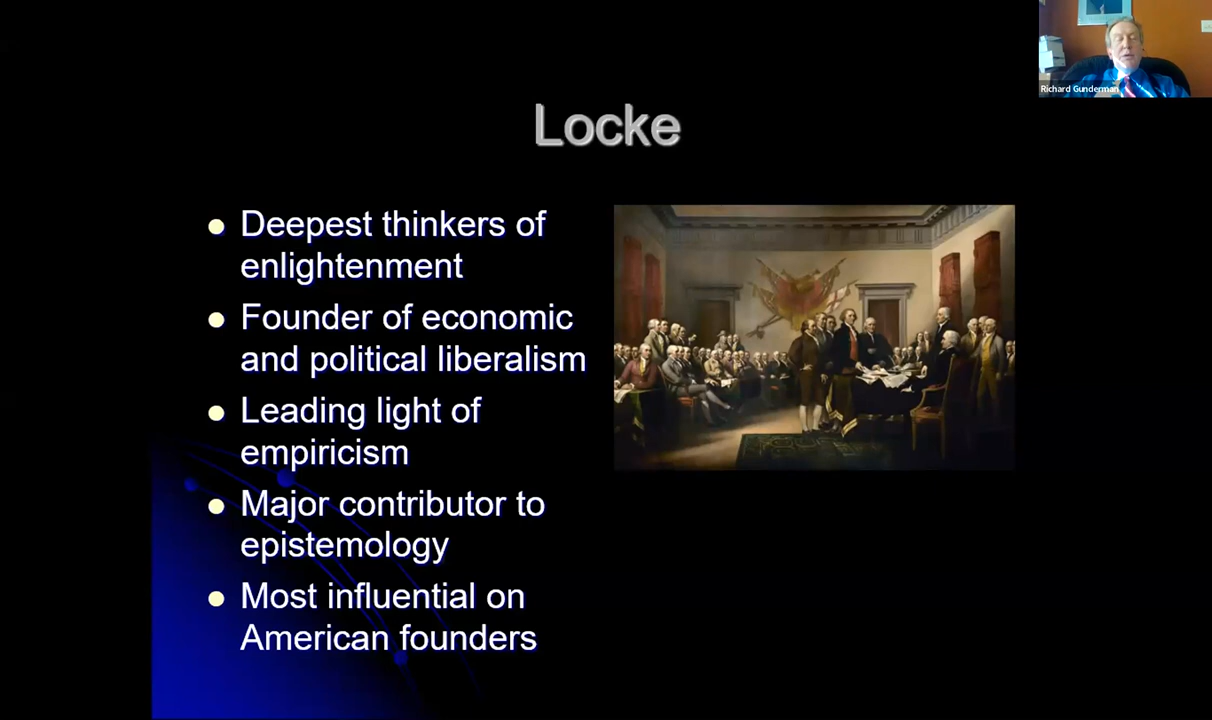 Richard Gunderman
Locke
Deepest thinkers of
enlightenment
Founder of economic
and political liberalism
Leading light of
empiricism
Major contributor to
epistemology
Most influential on
American founders